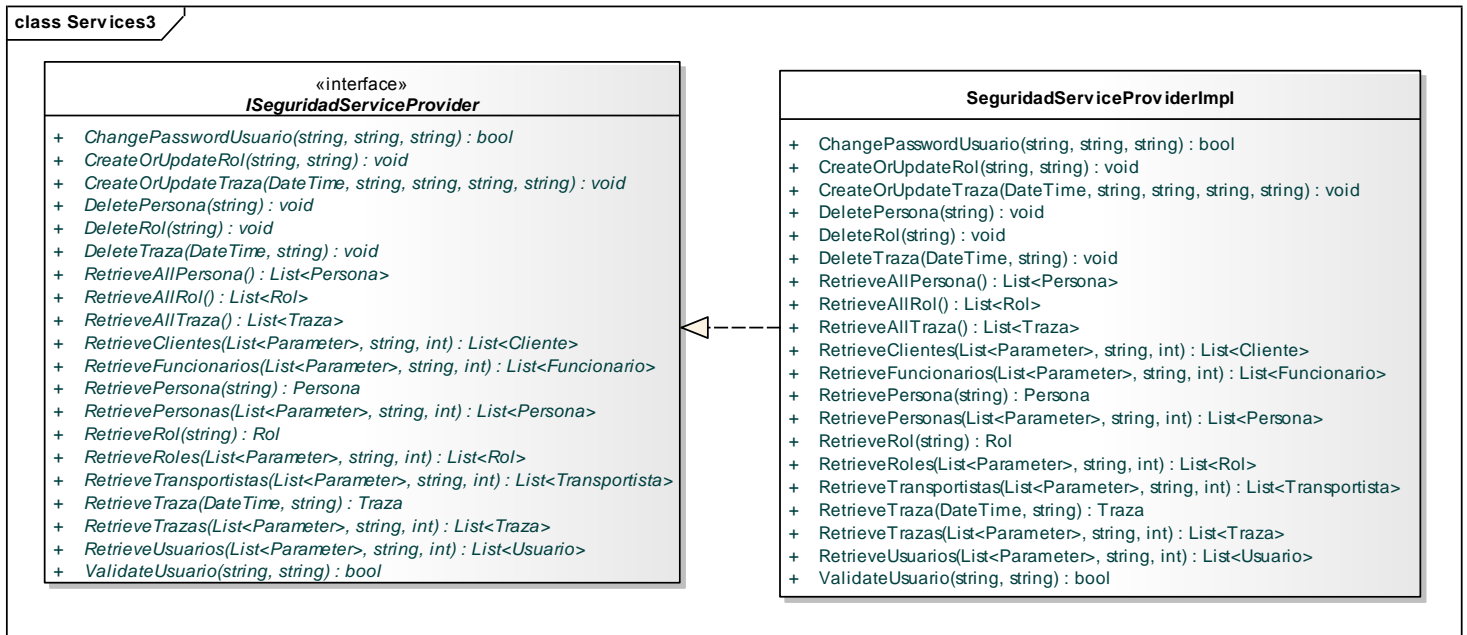 class Services3
«interface»
ISeguridadServiceProvider
+ ChangePasswordUsuario(string, string, string) : bool
+ CreateOrUpdateRol(string, string) : void
+ CreateOrUpdateTraza(DateTime, string, string, string, string) : void
+ DeletePersona(string) : void
+ DeleteRol(string) : void
+ DeleteTraza(DateTime, string) : void
+ RetrieveAllPersona() : List<Persona>
+ RetrieveAllRol() : List<Rol>
+ RetrieveAllTraza() : List<Traza>
+ RetrieveClientes(List<Parameter>, string, int) : List<Cliente>
+ RetrieveFuncionarios(List<Parameter>, string, int) : List<Funcionario>
+ RetrievePersona(string) : Persona
+ RetrievePersonas(List<Parameter>, string, int) : List<Persona>
+ RetrieveRol(string) : Rol
+ RetrieveRoles(List<Parameter>, string, int) : List<Rol>
+ RetrieveTransportistas(List<Parameter>, string, int) : List<Transportista>
+ RetrieveTraza(DateTime, string) : Traza
+ RetrieveTrazas(List<Parameter>, string, int) : List<Traza>
+ RetrieveUsuarios(List<Parameter>, string, int) : List<Usuario>
+ ValidateUsuario(string, string) : bool
SeguridadServiceProviderImpl
+ ChangePasswordUsuario(string, string, string) : bool
+ CreateOrUpdateRol(string, string) : void
+ CreateOrUpdateTraza(DateTime, string, string, string, string) : void
+ DeletePersona(string) : void
+ DeleteRol(string) : void
+ DeleteTraza(DateTime, string) : void
+ RetrieveAllPersona() : List<Persona>
+ RetrieveAllRol() : List<Rol>
+ RetrieveAllTraza() : List<Traza>
+ RetrieveClientes(List<Parameter>, string, int) : List<Cliente>
+ RetrieveFuncionarios(List<Parameter>, string, int) : List<Funcionario>
+ RetrievePersona(string) : Persona
+ RetrievePersonas(List<Parameter>, string, int) : List<Persona>
+ RetrieveRol(string) : Rol
+ RetrieveRoles(List<Parameter>, string, int) : List<Rol>
+ RetrieveTransportistas(List<Parameter>, string, int) : List<Transportista>
+ RetrieveTraza(DateTime, string) : Traza
+ RetrieveTrazas(List<Parameter>, string, int) : List<Traza>
+ RetrieveUsuarios(List<Parameter>, string, int) : List<Usuario>
+ ValidateUsuario(string, string) : bool